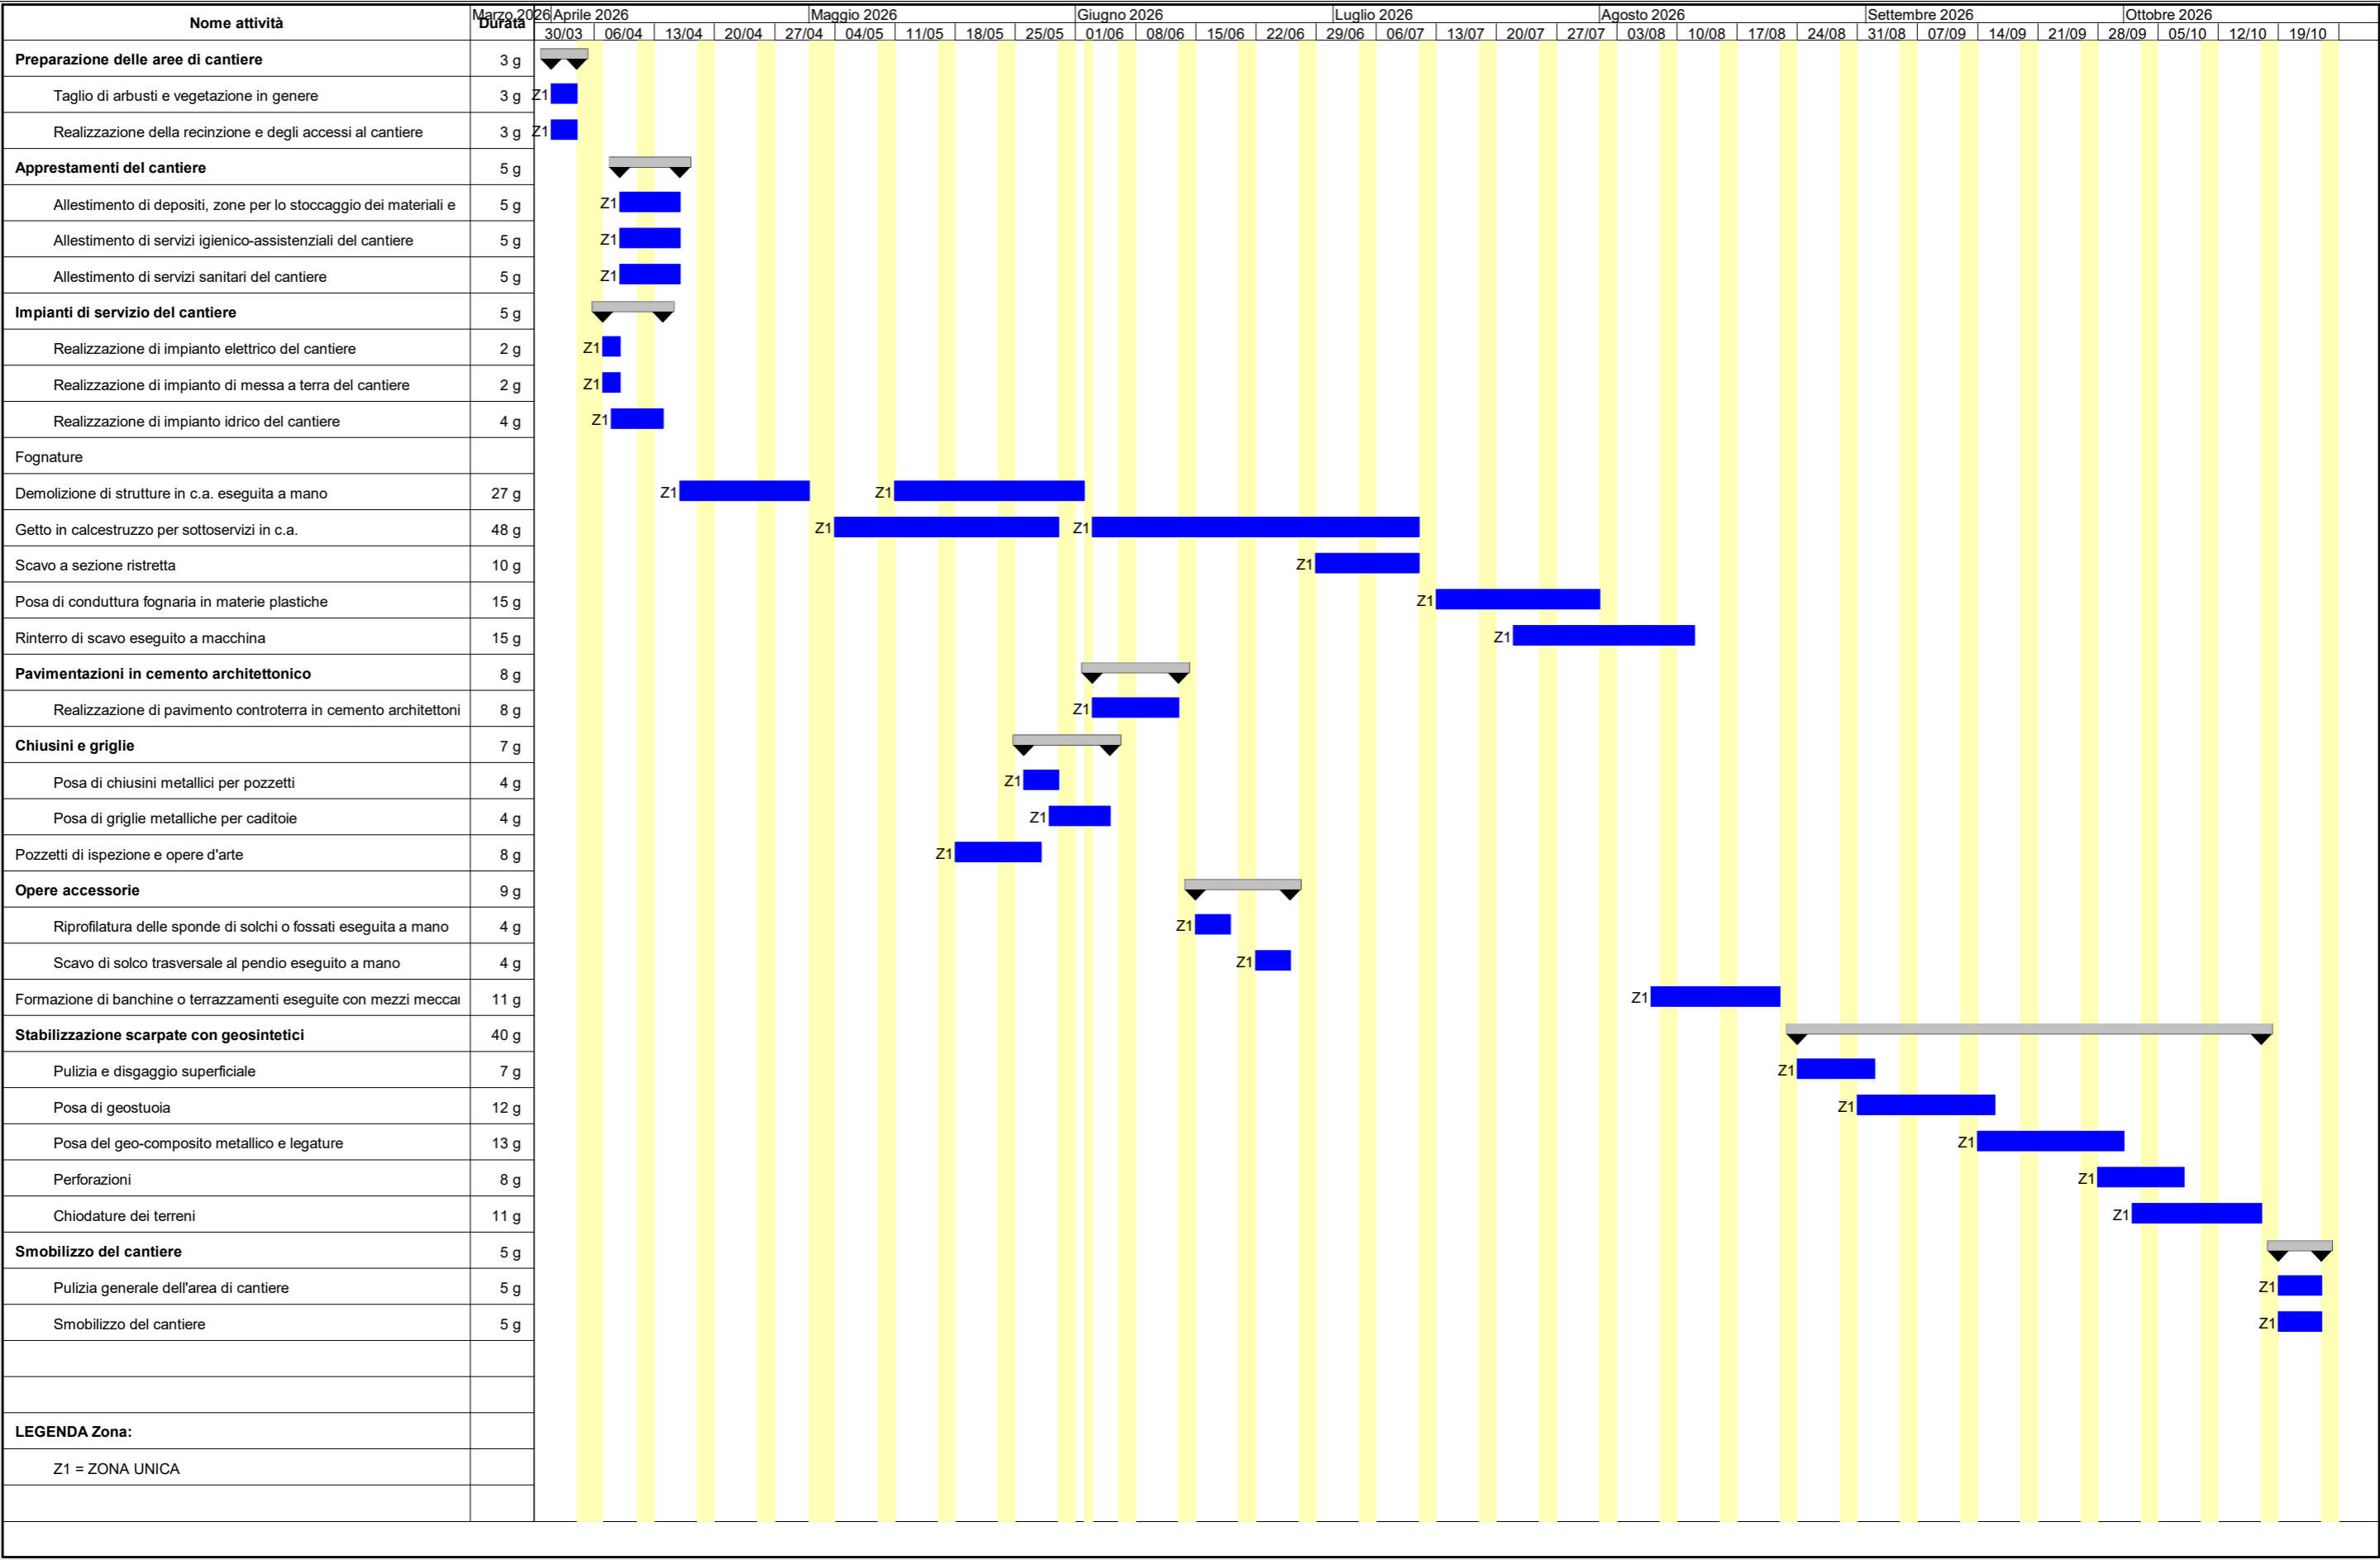 Nome attività Durata Marzo 2026 Aprile 2026 Maggio 2026 Giugno 2026 Luglio 2026 Agosto 2026 Settembre 2026 Ottobre 2026
30/03 06/04 13/04 20/04 27/04 04/05 11/05 18/05 25/05 01/06 08/06 15/06 22/06 29/06 06/07 13/07 20/07 27/07 03/08 10/08 17/08 24/08 31/08 07/09 14/09 21/09 28/09 05/10 12/10 19/10
Preparazione delle aree di cantiere 3 g
Taglio di arbusti e vegetazione in genere 3 g Z1
Realizzazione della recinzione e degli accessi al cantiere 3 g Z1
Apprestamenti del cantiere 5 g
Allestimento di depositi, zone per lo stoccaggio dei materiali e 5 g Z1
Allestimento di servizi igienico-assistenziali del cantiere 5 g Z1
Allestimento di servizi sanitari del cantiere 5 g Z1
Impianti di servizio del cantiere 5 g
Realizzazione di impianto elettrico del cantiere 2 g Z1
Realizzazione di impianto di messa a terra del cantiere 2 g Z1
Realizzazione di impianto idrico del cantiere 4 g Z1
Fognature
Demolizione di strutture in c.a. eseguita a mano 27 g Z1 Z1
Getto in calcestruzzo per sottoservizi in c.a. 48 g Z1 Z1
Scavo a sezione ristretta 10 g Z1
Posa di conduttura fognaria in materie plastiche 15 g Z1
Rinterro di scavo eseguito a macchina 15 g Z1
Pavimentazioni in cemento architettonico 8 g
Realizzazione di pavimento controterra in cemento architettoni 8 g Z1
Chiusini e griglie 7 g
Posa di chiusini metallici per pozzetti 4 g Z1
Posa di griglie metalliche per caditoie 4 g Z1
Pozzetti di ispezione e opere d'arte 8 g Z1
Opere accessorie 9 g
Riprofilatura delle sponde di solchi o fossati eseguita a mano 4 g Z1
Scavo di solco trasversale al pendio eseguito a mano 4 g Z1
Formazione di banchine o terrazzamenti eseguite con mezzi meccan 11 g Z1
Stabilizzazione scarpate con geosintetici 40 g
Pulizia e disgaggio superficiale 7 g Z1
Posa di geostuoia 12 g Z1
Posa del geo-composito metallico e legature 13 g Z1
Perforazioni 8 g Z1
Chiodature dei terreni 11 g Z1
Smobilizzo del cantiere 5 g
Pulizia generale dell'area di cantiere 5 g Z1
Smobilizzo del cantiere 5 g Z1
LEGENDA Zona:
Z1 = ZONA UNICA